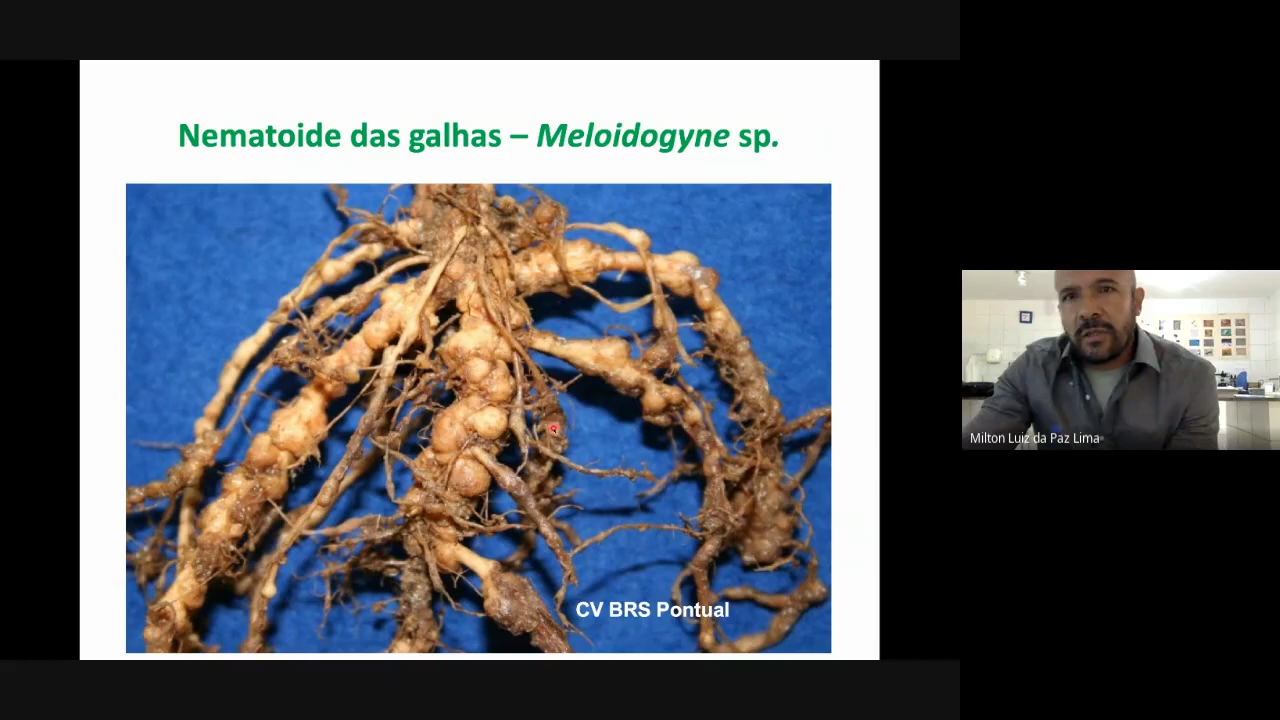 Nematoide das galhas – Meloidogyne sp.
CV BRS Pontual
Milton Luiz da Paz Lima